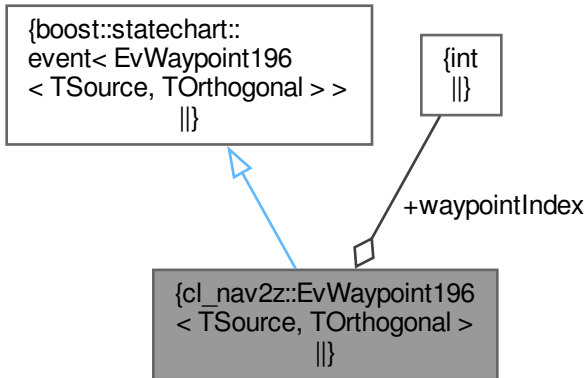 {boost::statechart::
event< EvWaypoint196
< TSource, TOrthogonal > >
||}
{int
||}
+waypointIndex
{cl_nav2z::EvWaypoint196
< TSource, TOrthogonal >
||}